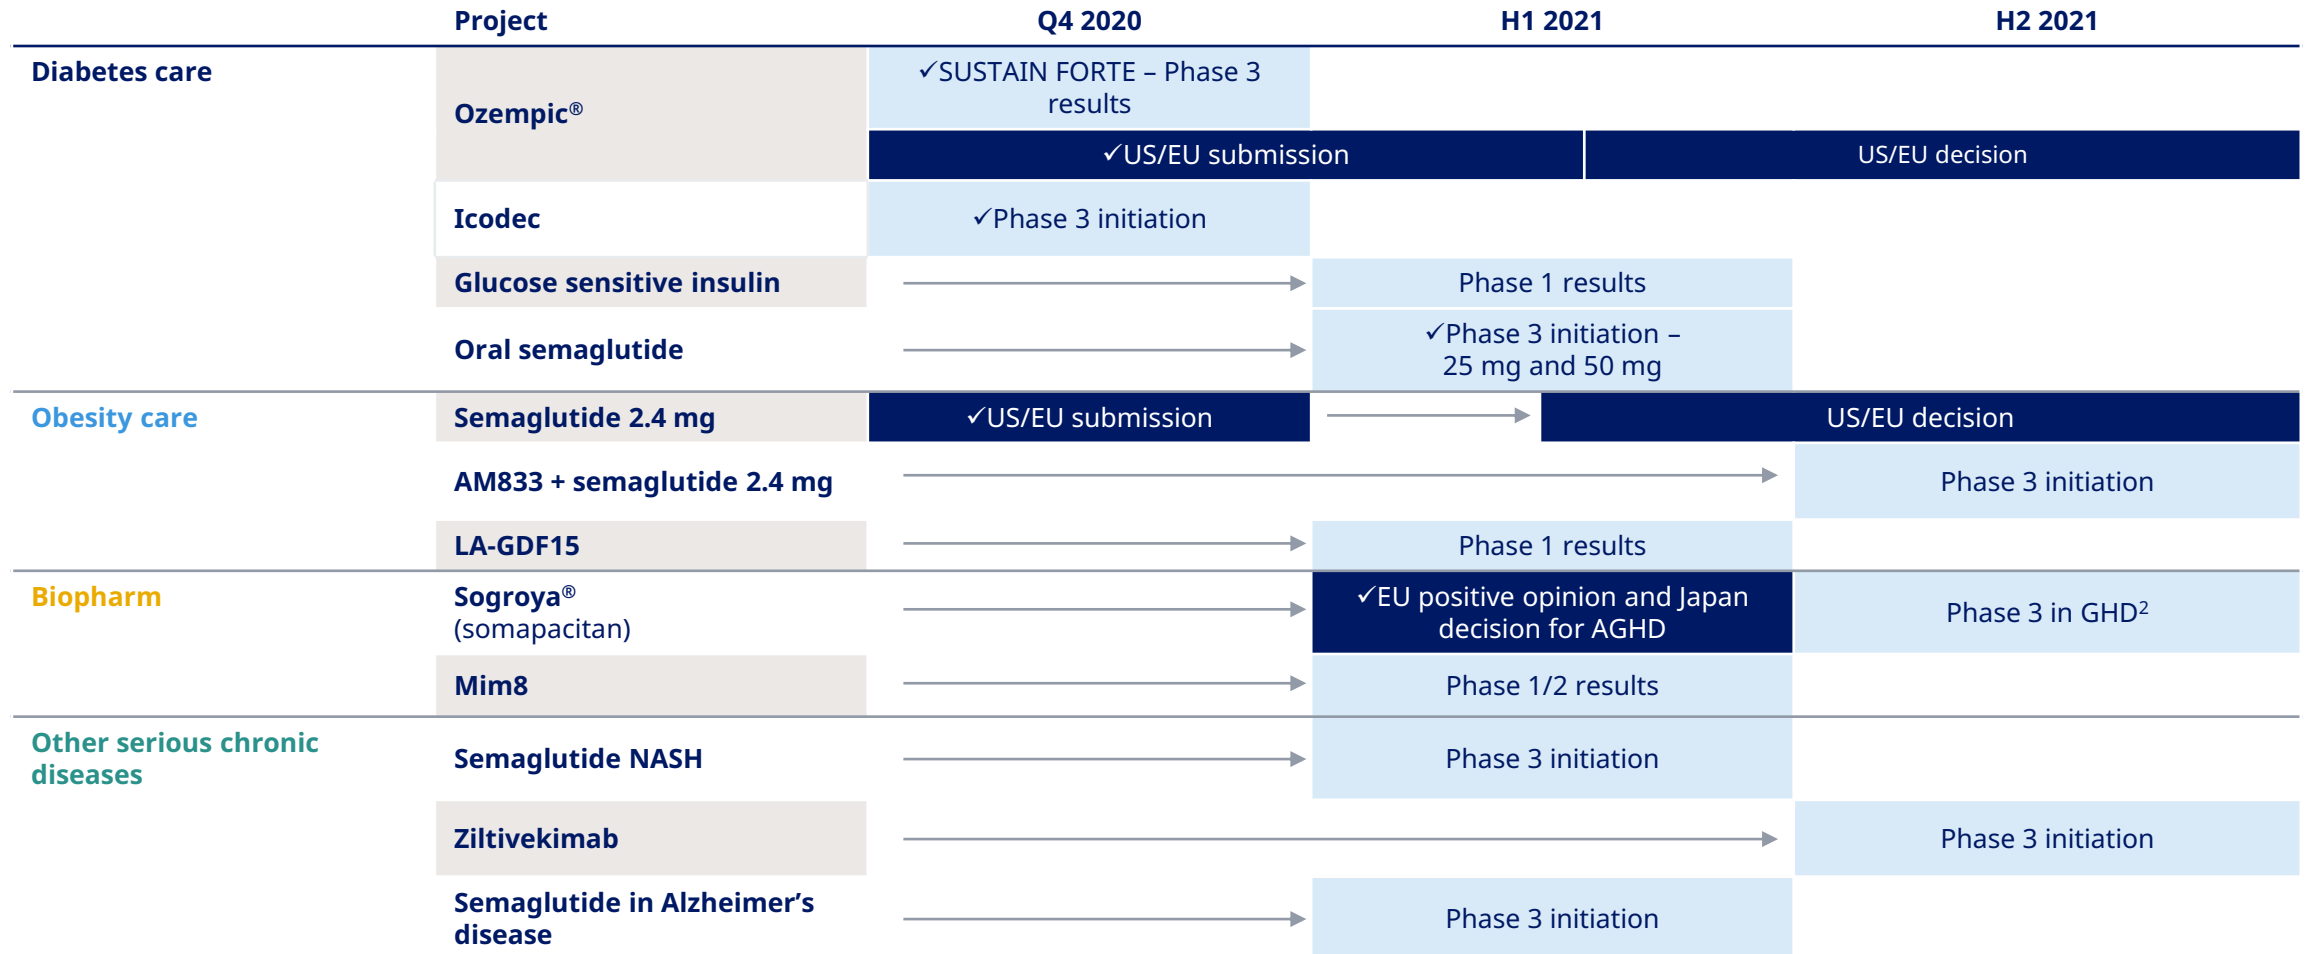 Project Q4 2020 H1 2021 H2 2021
Diabetes care
Ozempic®
✓SUSTAIN FORTE – Phase 3
results
✓US/EU submission US/EU decision
Icodec ✓Phase 3 initiation
Glucose sensitive insulin Phase 1 results
Oral semaglutide
✓Phase 3 initiation –
25 mg and 50 mg
Obesity care Semaglutide 2.4 mg ✓US/EU submission US/EU decision
AM833 + semaglutide 2.4 mg Phase 3 initiation
LA-GDF15 Phase 1 results
Biopharm
Sogroya®
(somapacitan)
✓EU positive opinion and Japan
decision for AGHD
Phase 3 in GHD²
Mim8 Phase 1/2 results
Other serious chronic
diseases
Semaglutide NASH Phase 3 initiation
Ziltivekimab Phase 3 initiation
Semaglutide in Alzheimer’s
disease
Phase 3 initiation